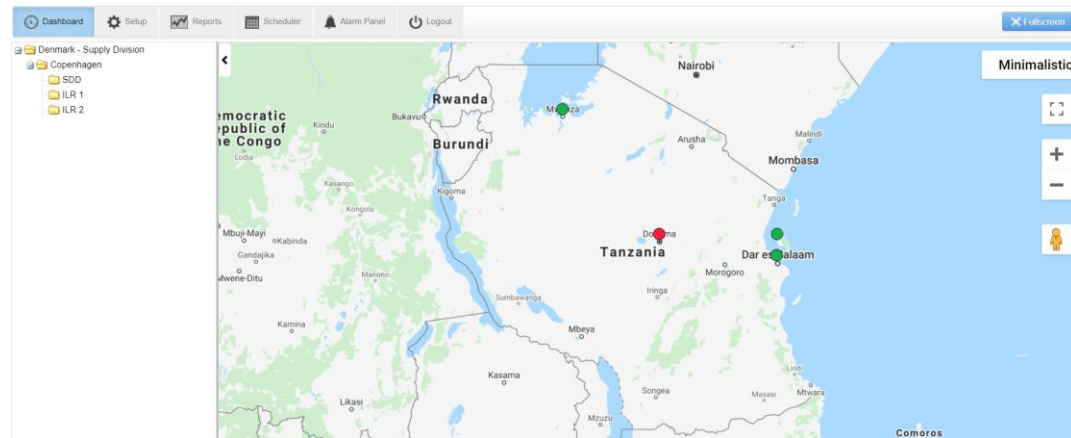 Dashboard
Setup
Reports
Scheduler
Alarm Panel
Logout
Fullscreen
Denmark - Supply Division
Copenhagen
SDD
ILR 1
ILR 2
Minimalistic
Nairobi
Rwanda
emocratic
epublic of
he Congo
Kindu
Bukavu
Burundi
Arusha
Malindi
Mombasa
Lodja
Kasongo
Kigoma
Tanga
Kongolo
Mbuji-Mayi
Kabinda
Tanzania
Gandajika
Morogoro
Mwene-Ditu
Manono
Iringa
Sumbawanga
Kamina
Mbeya
Kasama
Lindi
Mtwara
Songea
Masasi
Likasi
Mzuzu
Comoros